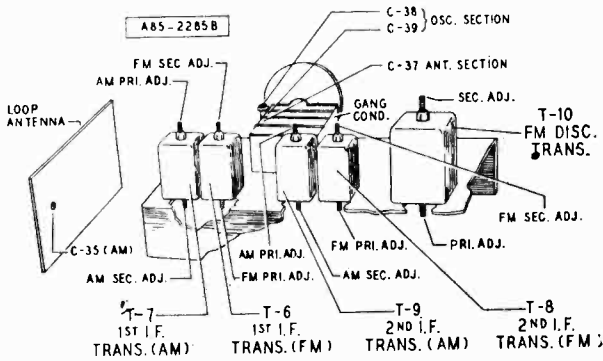 A85-2285B
C-38
C-39
OSC. SECTION
C-37 ANT. SECTION
FM SEC ADJ.
AM PRI. ADJ.
LOOP
ANTENNA
GANG
COND.
SEC. ADJ.
T-10
FM DISC.
TRANS.
FM SEC. ADJ.
C-35 (AM)
AM SEC. ADJ.
FM PRI. ADJ.
AM PRI. ADJ.
FM PRI. ADJ.
AM SEC. ADJ.
PRI. ADJ.
T-7
1ST I.F.
TRANS. (AM)
T-6
1ST I.F.
TRANS. (FM)
T-9
2ND I.F.
TRANS. (AM)
T-8
2ND I.F.
TRANS. (FM)